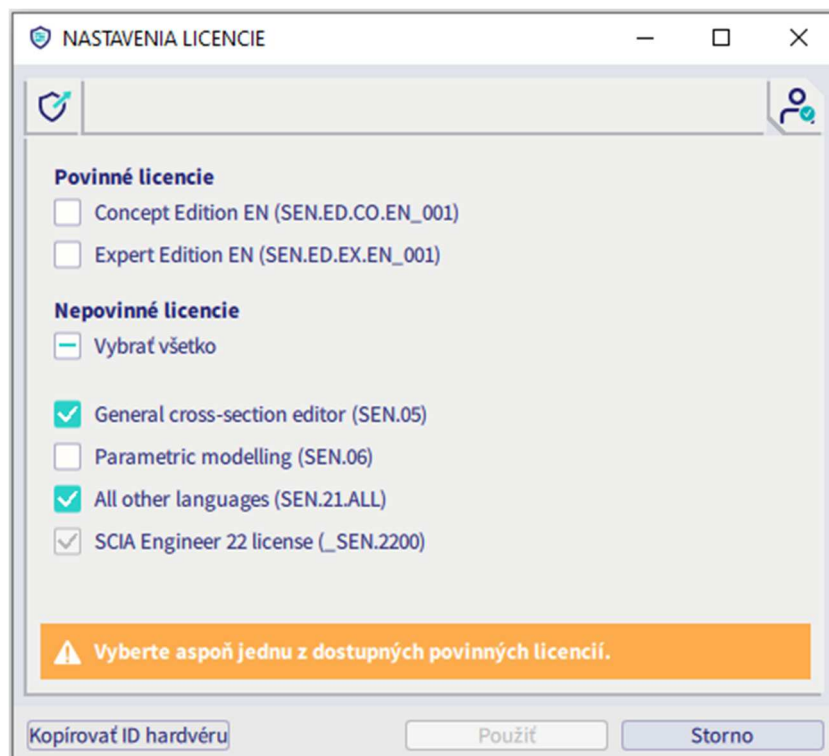 NASTAVENIA LICENCIE
Povinné licencie
Concept Edition EN (SEN.ED.CO.EN_001)
Expert Edition EN (SEN.ED.EX.EN_001)
Nepovinné licencie
Vybrať všetko
General cross-section editor (SEN.05)
Parametric modelling (SEN.06)
All other languages (SEN.21.ALL)
SCIA Engineer 22 license (_SEN.2200)
Vyberte aspoň jednu z dostupných povinných licencií.
Kopírovať ID hardvéru Použiť Storno